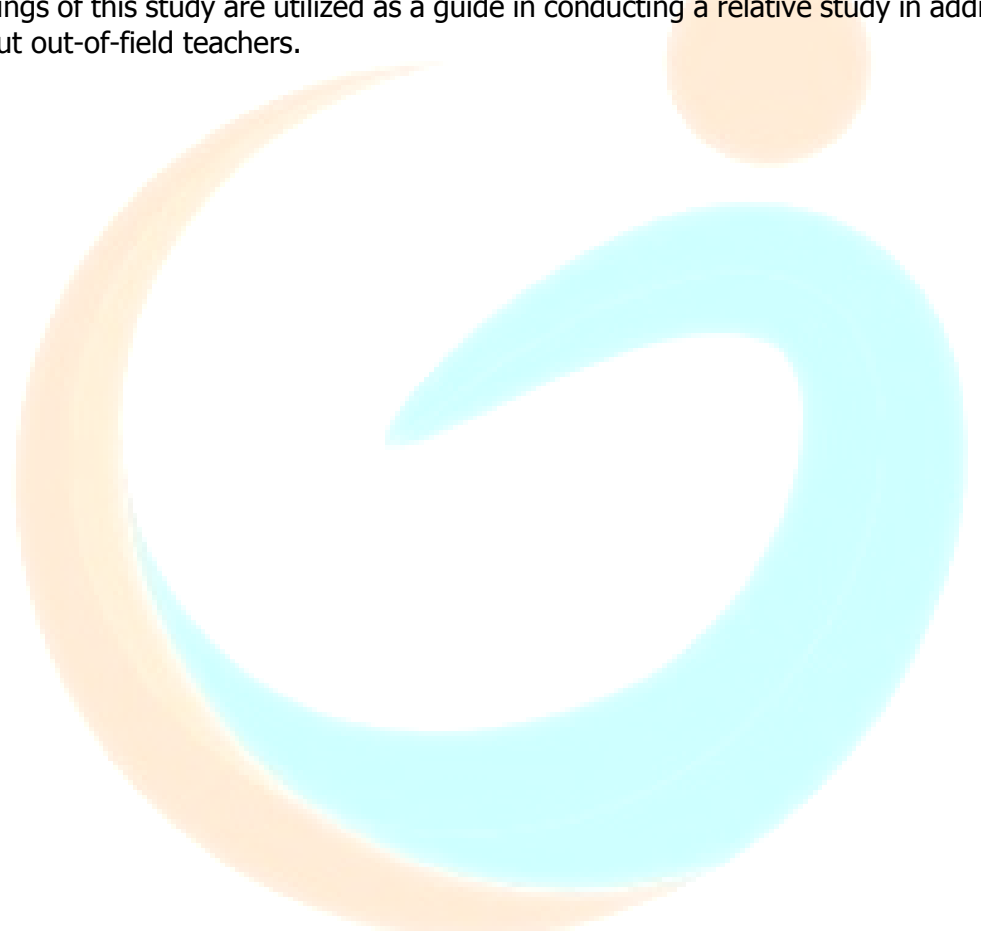 ings of this study are utilized as a guide in conducting a relative study in addi
ut out-of-field teachers.